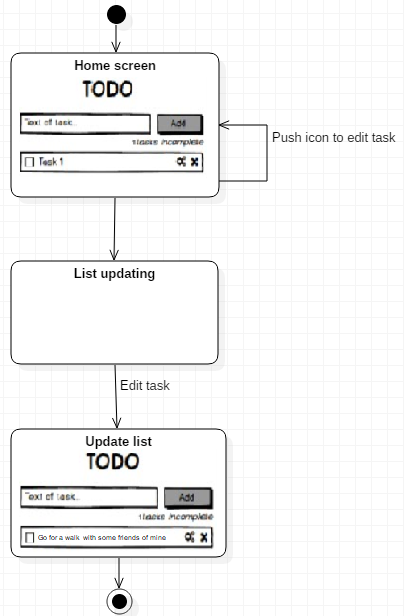 Home screen
TODO
Text of task..
Add
1 tasks incomplete
Task 1
Push icon to edit task
List updating
Edit task
Update list
TODO
Text of task..
Add
1 tasks incomplete
Go for a walk with some friends of mine